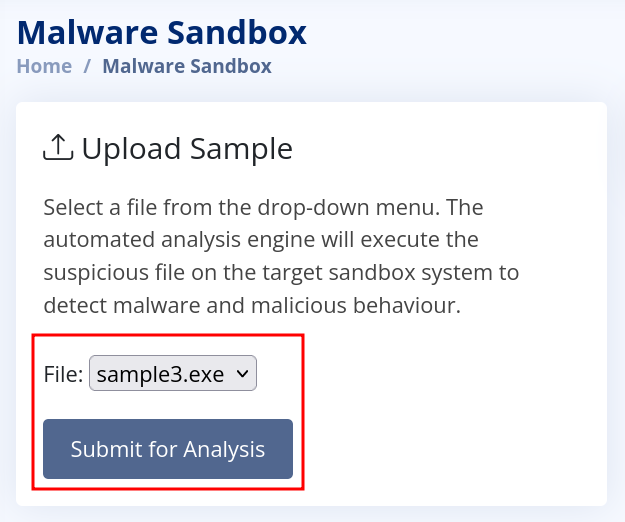 Malware Sandbox
Home / Malware Sandbox
Upload Sample
Select a file from the drop-down menu. The
automated analysis engine will execute the
suspicious file on the target sandbox system to
detect malware and malicious behaviour.
File: sample3.exe
Submit for Analysis